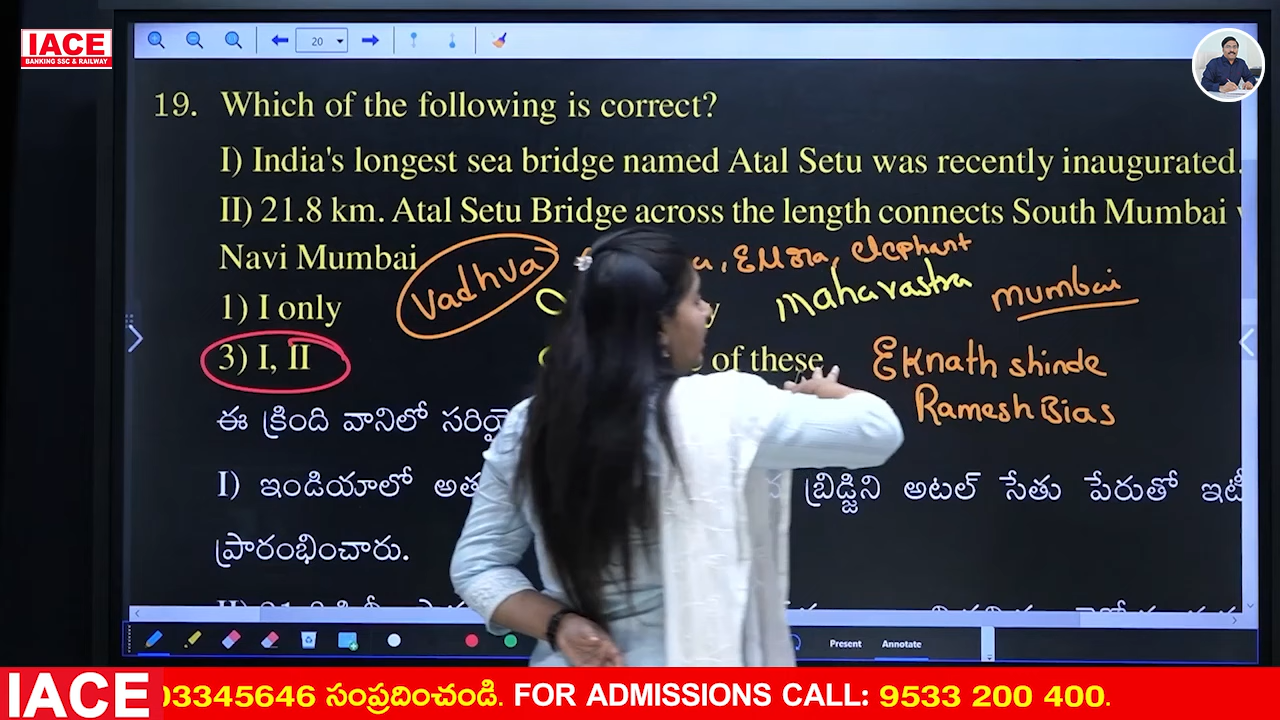 IACE
BANKING SSC & RAILWAY
20
19. Which of the following is correct?
I) India's longest sea bridge named Atal Setu was recently inaugurated.
II) 21.8 km. Atal Setu Bridge across the length connects South Mumbai
Navi Mumbai
Vadhva
, Ellora, elephant
1) I only
Maharastra
mumbai
3) I, II
of these
Eknath shinde
Ramesh Bias
ఈ క్రింది వానిలో
I) ఇండియాలో బ్రిడ్జిని అటల్ సేతు పేరుతో
ప్రారంభించారు.
Present Annotate
IACE
03345646 సంప్రదించండి. FOR ADMISSIONS CALL: 9533 200 400.